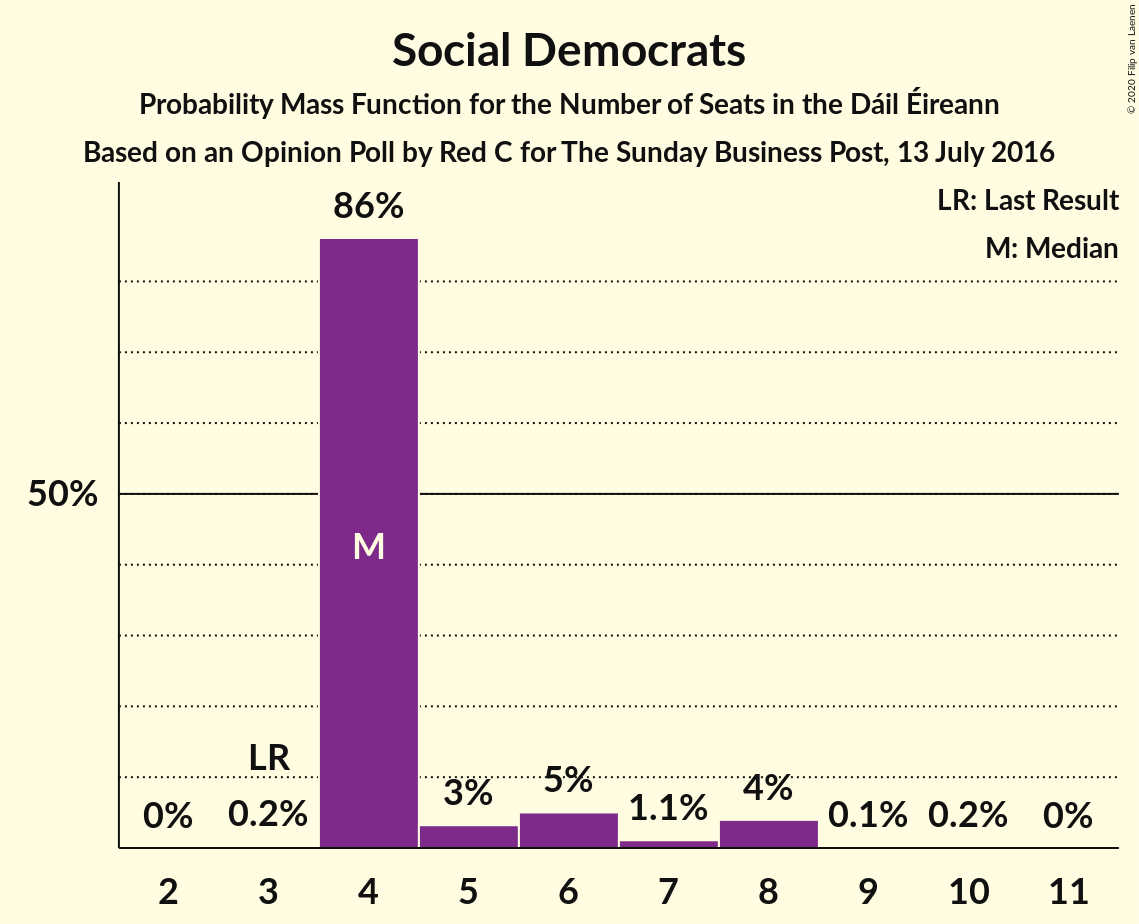 Social Democrats
Probability Mass Function for the Number of Seats in the Dáil Éireann
Based on an Opinion Poll by Red C for The Sunday Business Post, 13 July 2016
© 2020 Filip van Laenen
LR: Last Result
M: Median
86%
50%
M
LR
0%
0.2%
3%
5%
1.1%
4%
0.1%
0.2%
0%
2 3 4 5 6 7 8 9 10 11